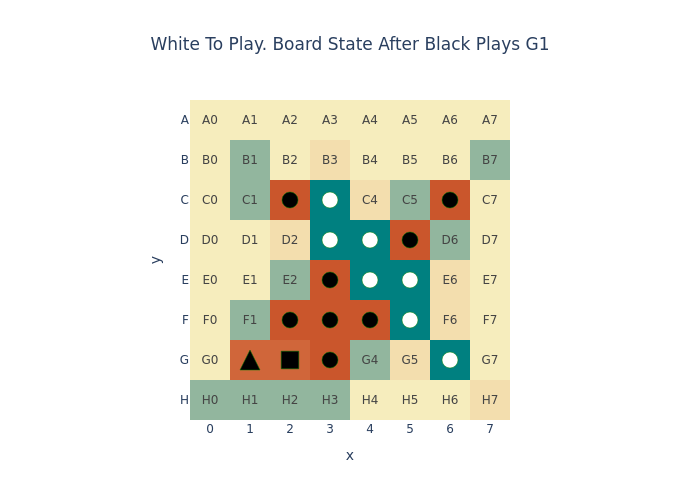 White To Play. Board State After Black Plays G1
A A0 A1 A2 A3 A4 A5 A6 A7
B B0 B1 B2 B3 B4 B5 B6 B7
C C0 C1 C4 C5 C7
D D0 D1 D2 D6 D7
E E0 E1 E2 E6 E7
F F0 F1 F6 F7
G G0 G4 G5 G7
H H0 H1 H2 H3 H4 H5 H6 H7
0 1 2 3 4 5 6 7
x
y